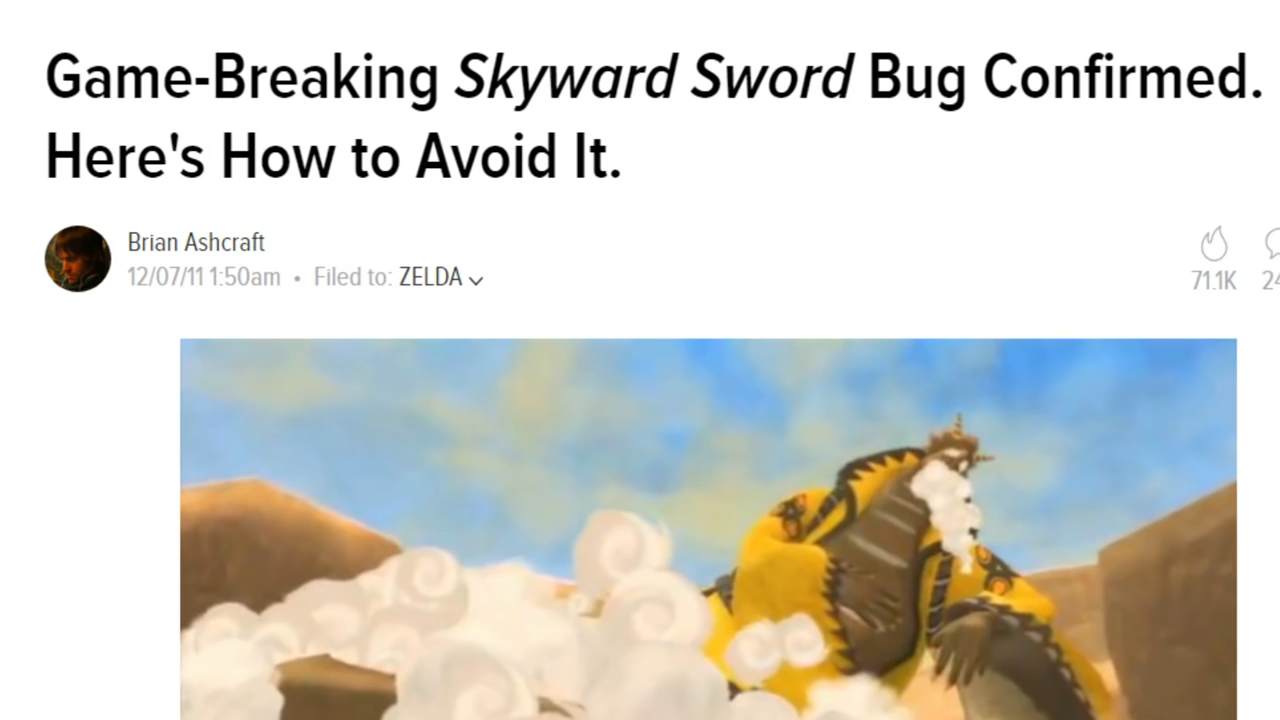 Game-Breaking Skyward Sword Bug Confirmed.
Here's How to Avoid It.
Brian Ashcraft
12/07/11 1:50am • Filed to: ZELDA
71.1K